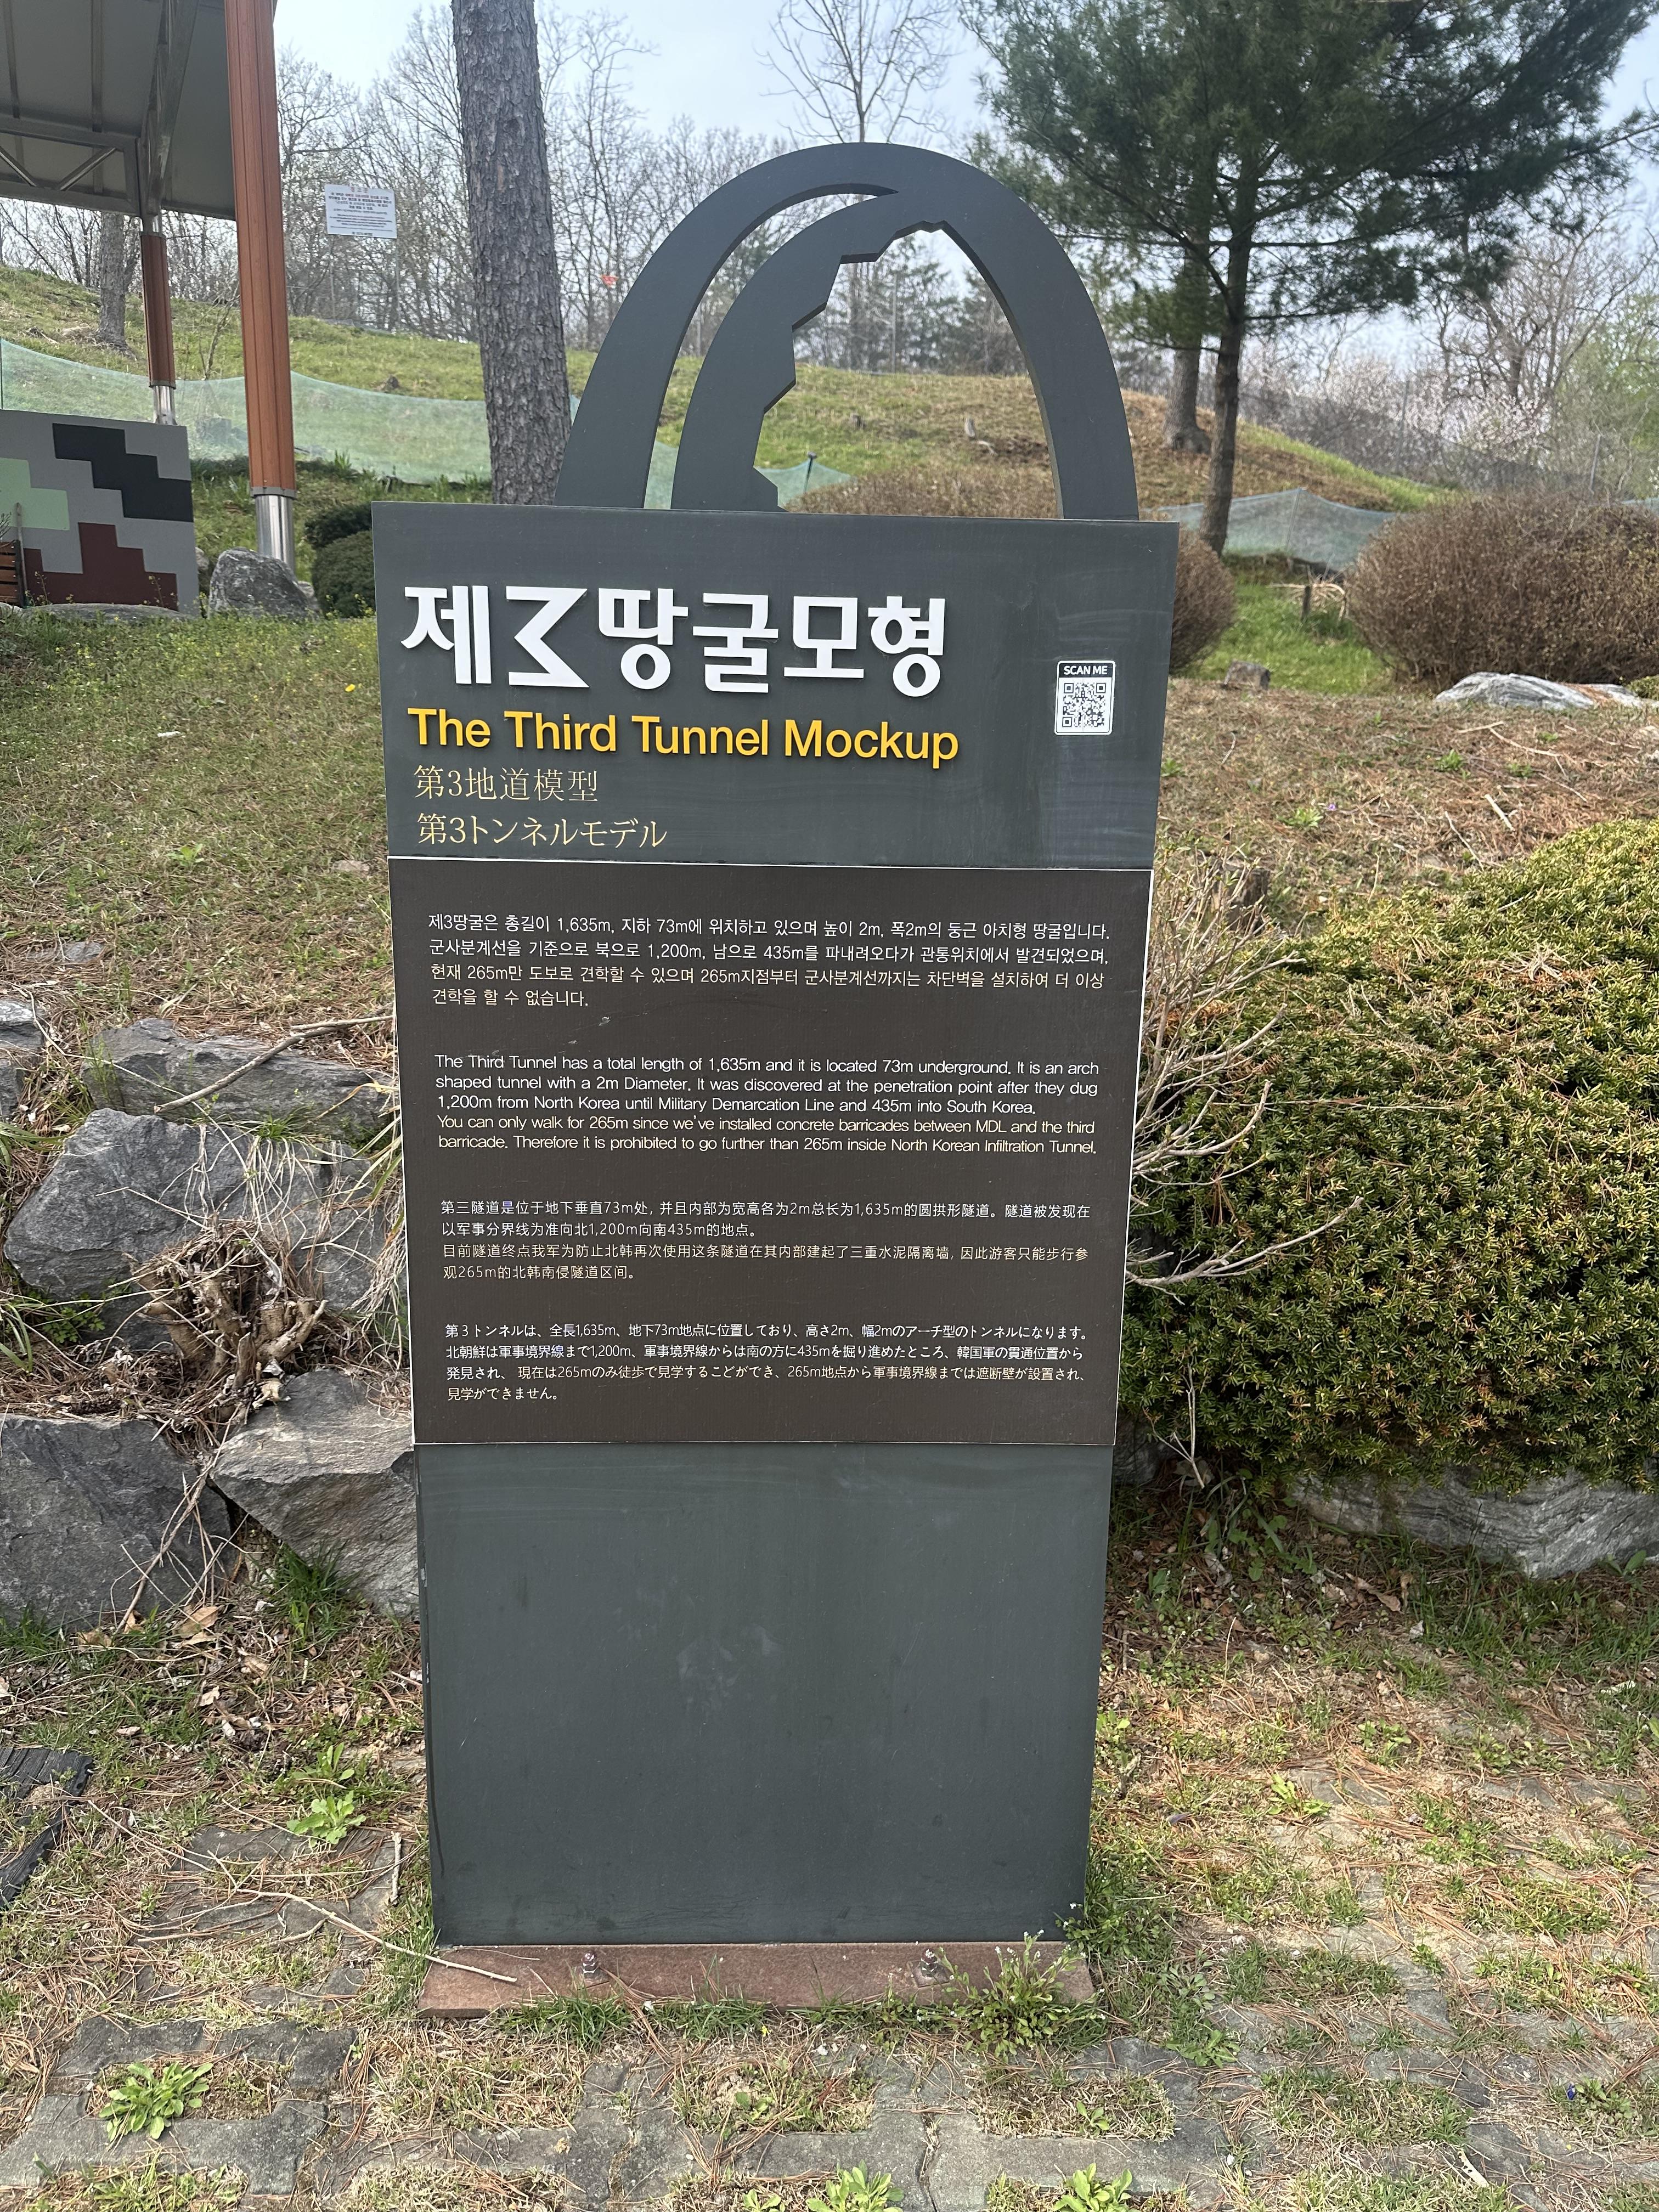 제3땅굴모형
SCAN ME
The Third Tunnel Mockup
第3地道模型
第3トンネルモデル
제3땅굴은 총길이 1,635m, 지하 73m에 위치하고 있으며 높이 2m, 폭2m의 둥근 아치형 땅굴입니다.
군사분계선을 기준으로 북으로 1,200m, 남으로 435m를 파내려오다가 관통위치에서 발견되었으며,
현재 265m만 도보로 견학할 수 있으며 265m지점부터 군사분계선까지는 차단벽을 설치하여 더 이상
견학을 할 수 없습니다.
The Third Tunnel has a total length of 1,635m and it is located 73m underground. It is an arch
shaped tunnel with a 2m Diameter. It was discovered at the penetration point after they dug
1,200m from North Korea until Military Demarcation Line and 435m into South Korea.
You can only walk for 265m since we've installed concrete barricades between MDL and the third
barricade. Therefore it is prohibited to go further than 265m inside North Korean Infiltration Tunnel.
第三隧道是位于地下垂直73m处, 并且内部为宽高各为2m总长为1,635m的圆拱形隧道。隧道被发现在
以军事分界线为准向北1,200m向南435m的地点。
目前隧道终点我军为防止北韩再次使用这条隧道在其内部建起了三重水泥隔离墙, 因此游客只能步行参
观265m的北韩南侵隧道区间。
第3トンネルは、全長1,635m、地下73m地点に位置しており、高さ2m、幅2mのアーチ型のトンネルになります。
北朝鮮は軍事境界線まで1,200m、軍事境界線からは南の方に435mを掘り進めたところ、韓国軍の貫通位置から
発見され、 現在は265mのみ徒歩で見学することができ、265m地点から軍事境界線までは遮断壁が設置され、
見学ができません。